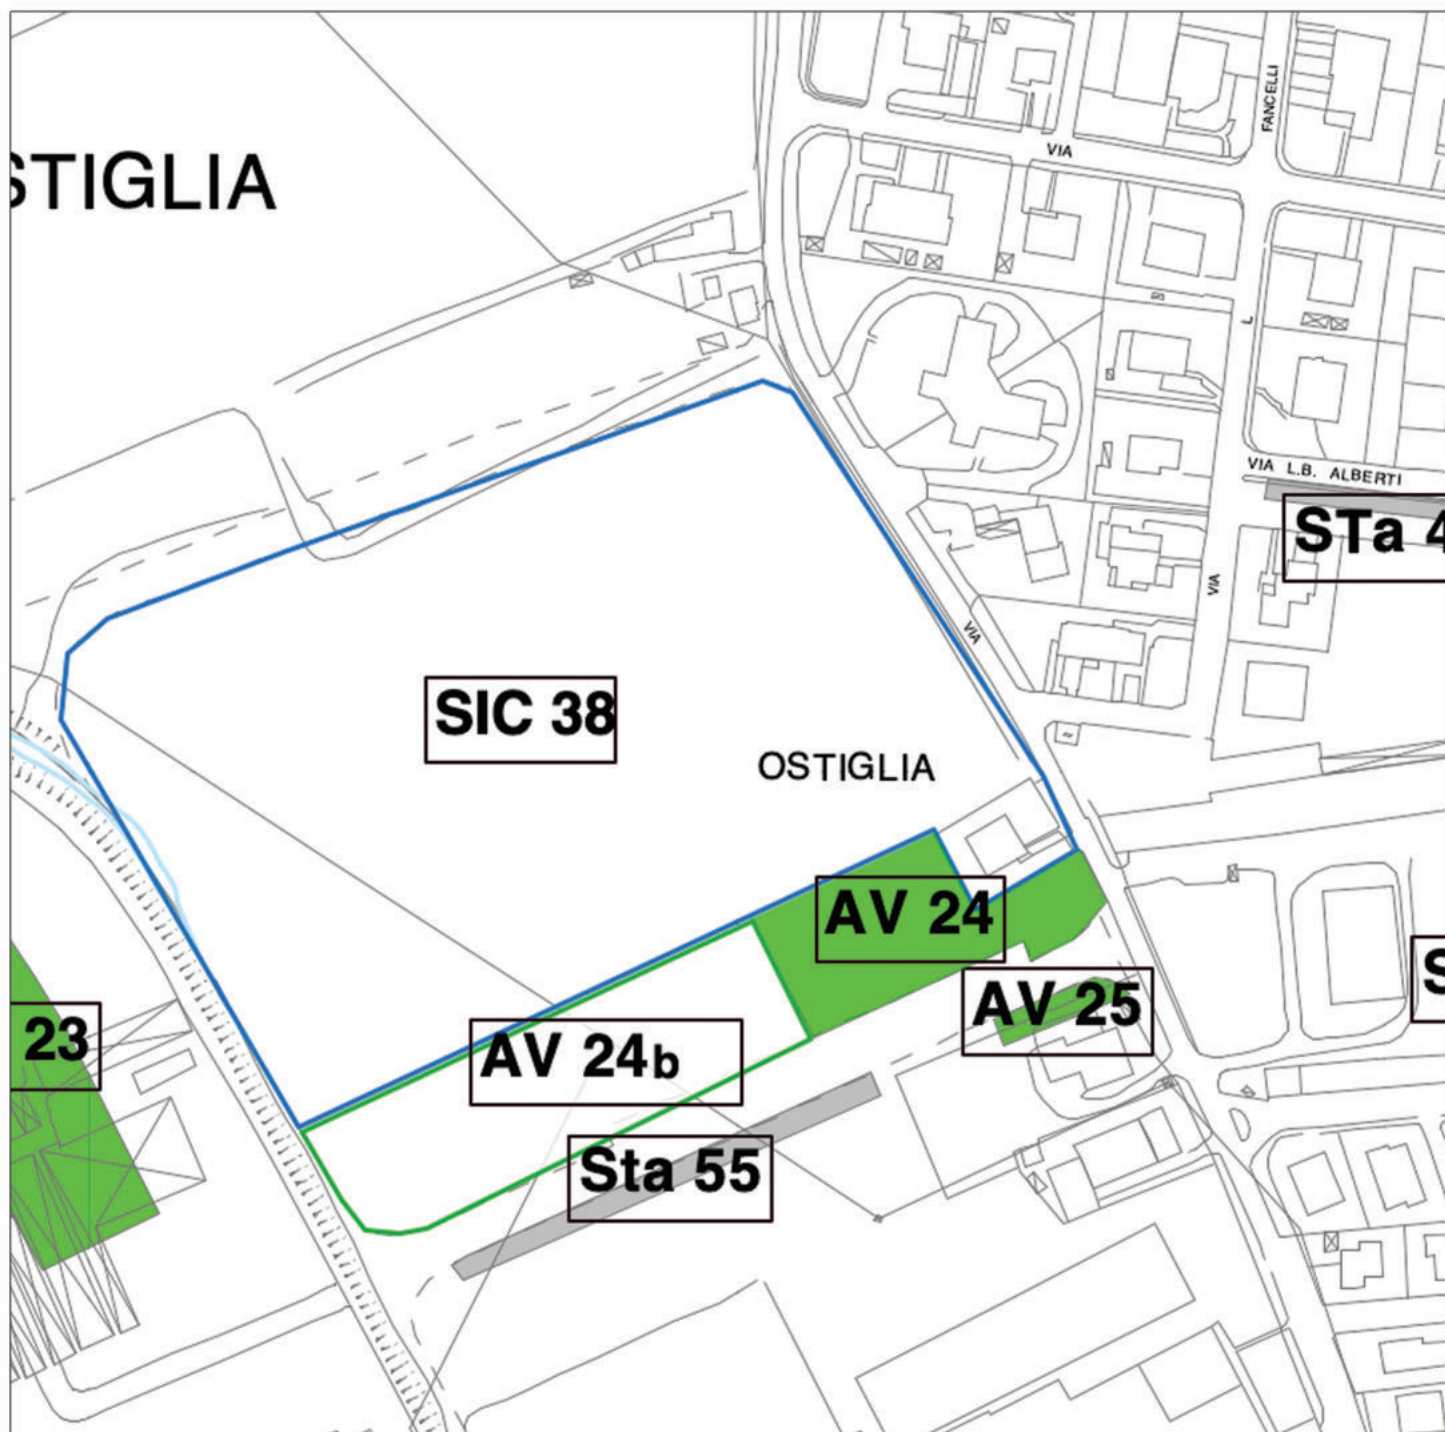 FANCELLI
VIA
STIGLIA
L
VIA L.B. ALBERTI
STa 4
VIA
VIA
SIC 38
OSTIGLIA
AV 24
S
AV 25
23
AV 24b
Sta 55